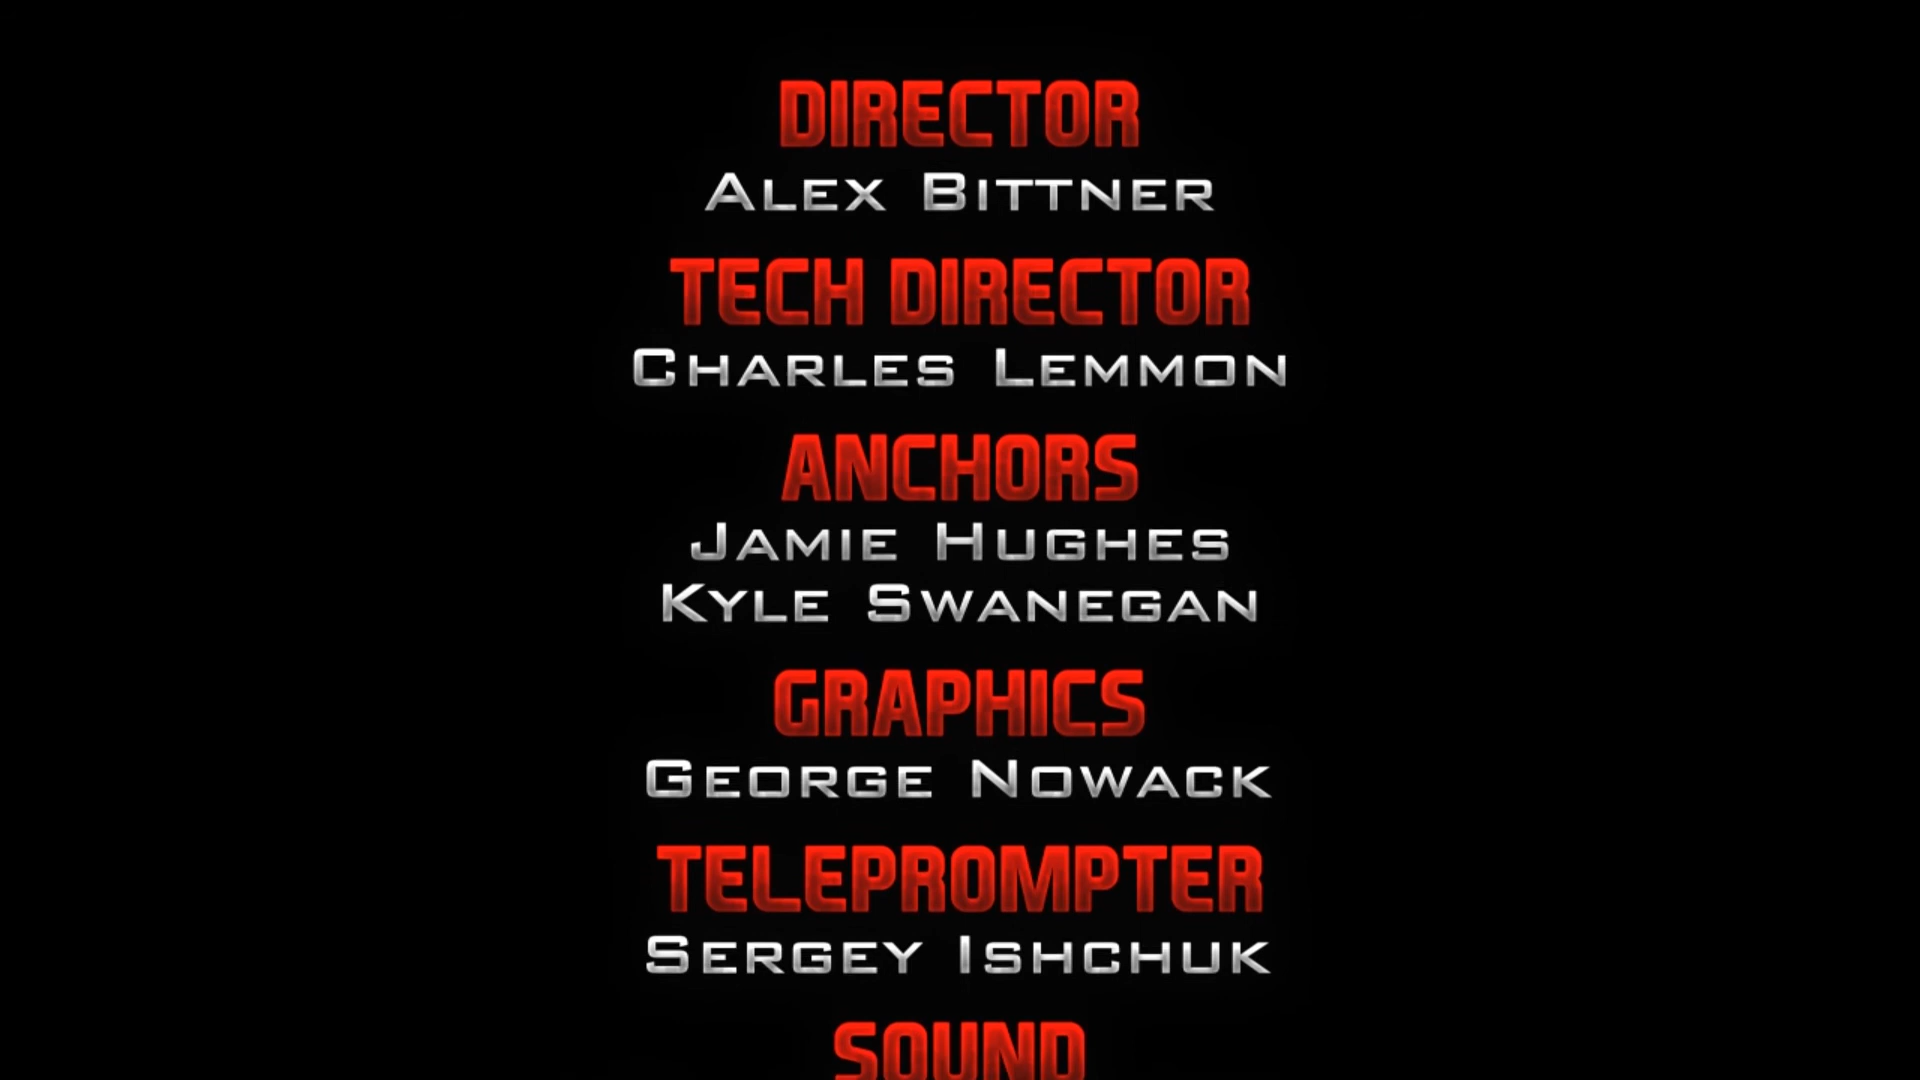 DIRECTOR
ALEX BITTNER
TECH DIRECTOR
CHARLES LEMMON
ANCHORS
JAMIE HUGHES
KYLE SWANEGAN
GRAPHICS
GEORGE NOWACK
TELEPROMPTER
SERGEY ISHCHUK
SOUND